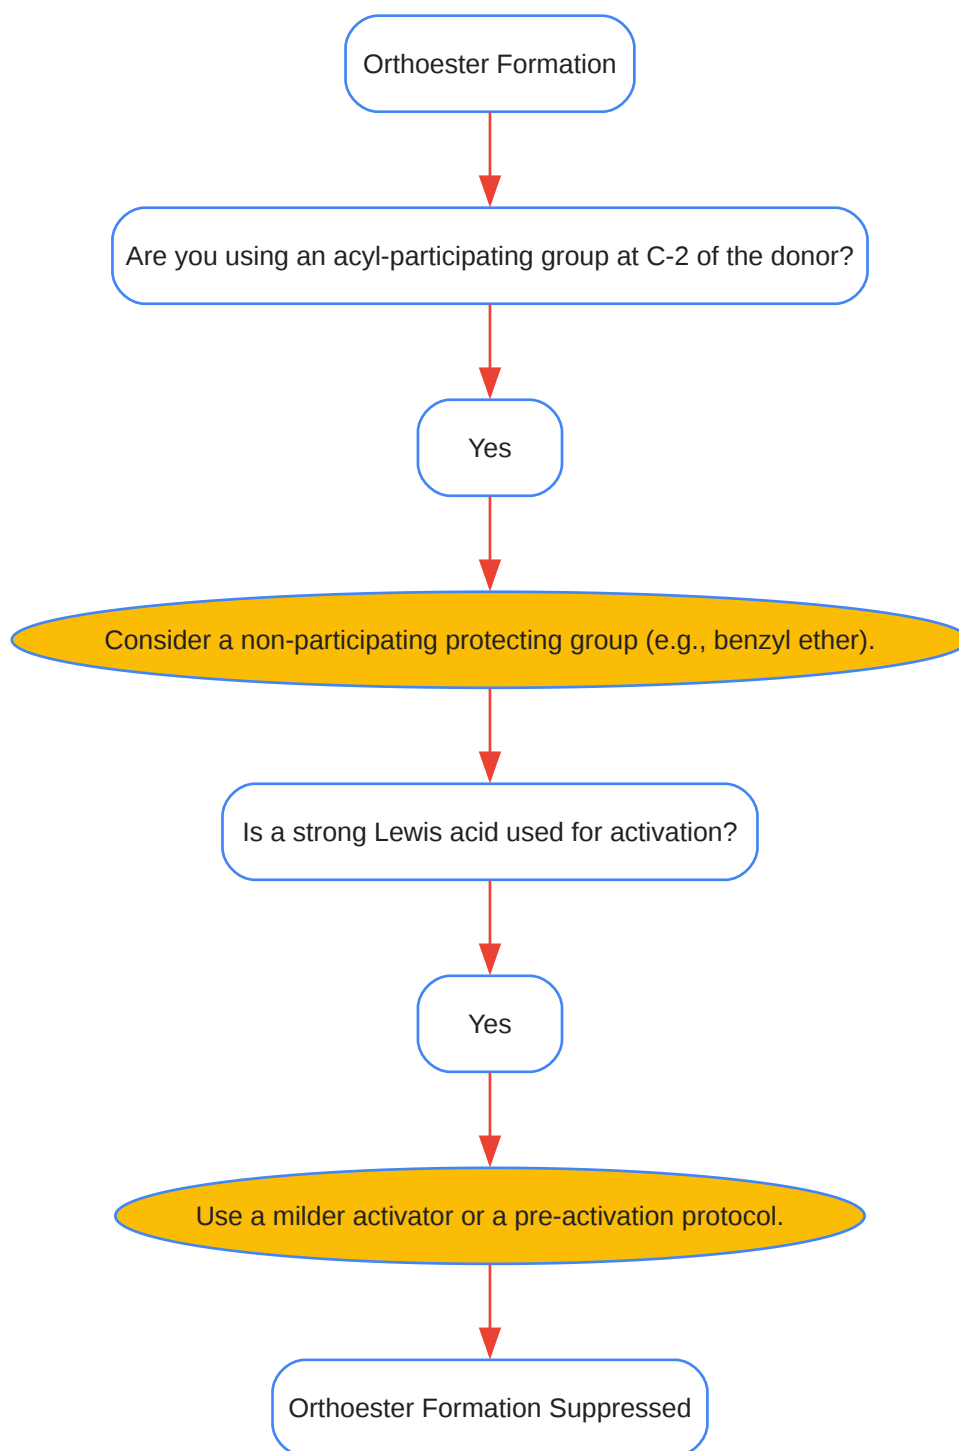 Orthoester Formation
Are you using an acyl-participating group at C-2 of the donor?
Yes
Consider a non-participating protecting group (e.g., benzyl ether).
Is a strong Lewis acid used for activation?
Yes
Use a milder activator or a pre-activation protocol.
Orthoester Formation Suppressed